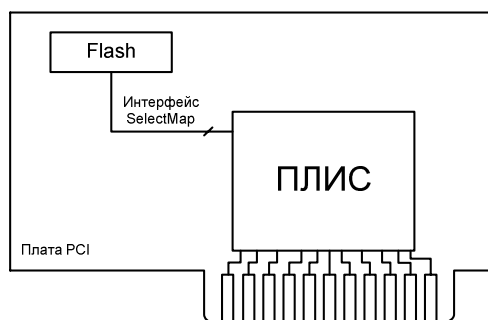 Flash
Интерфейс
SelectMap
ПЛИС
Плата PCI